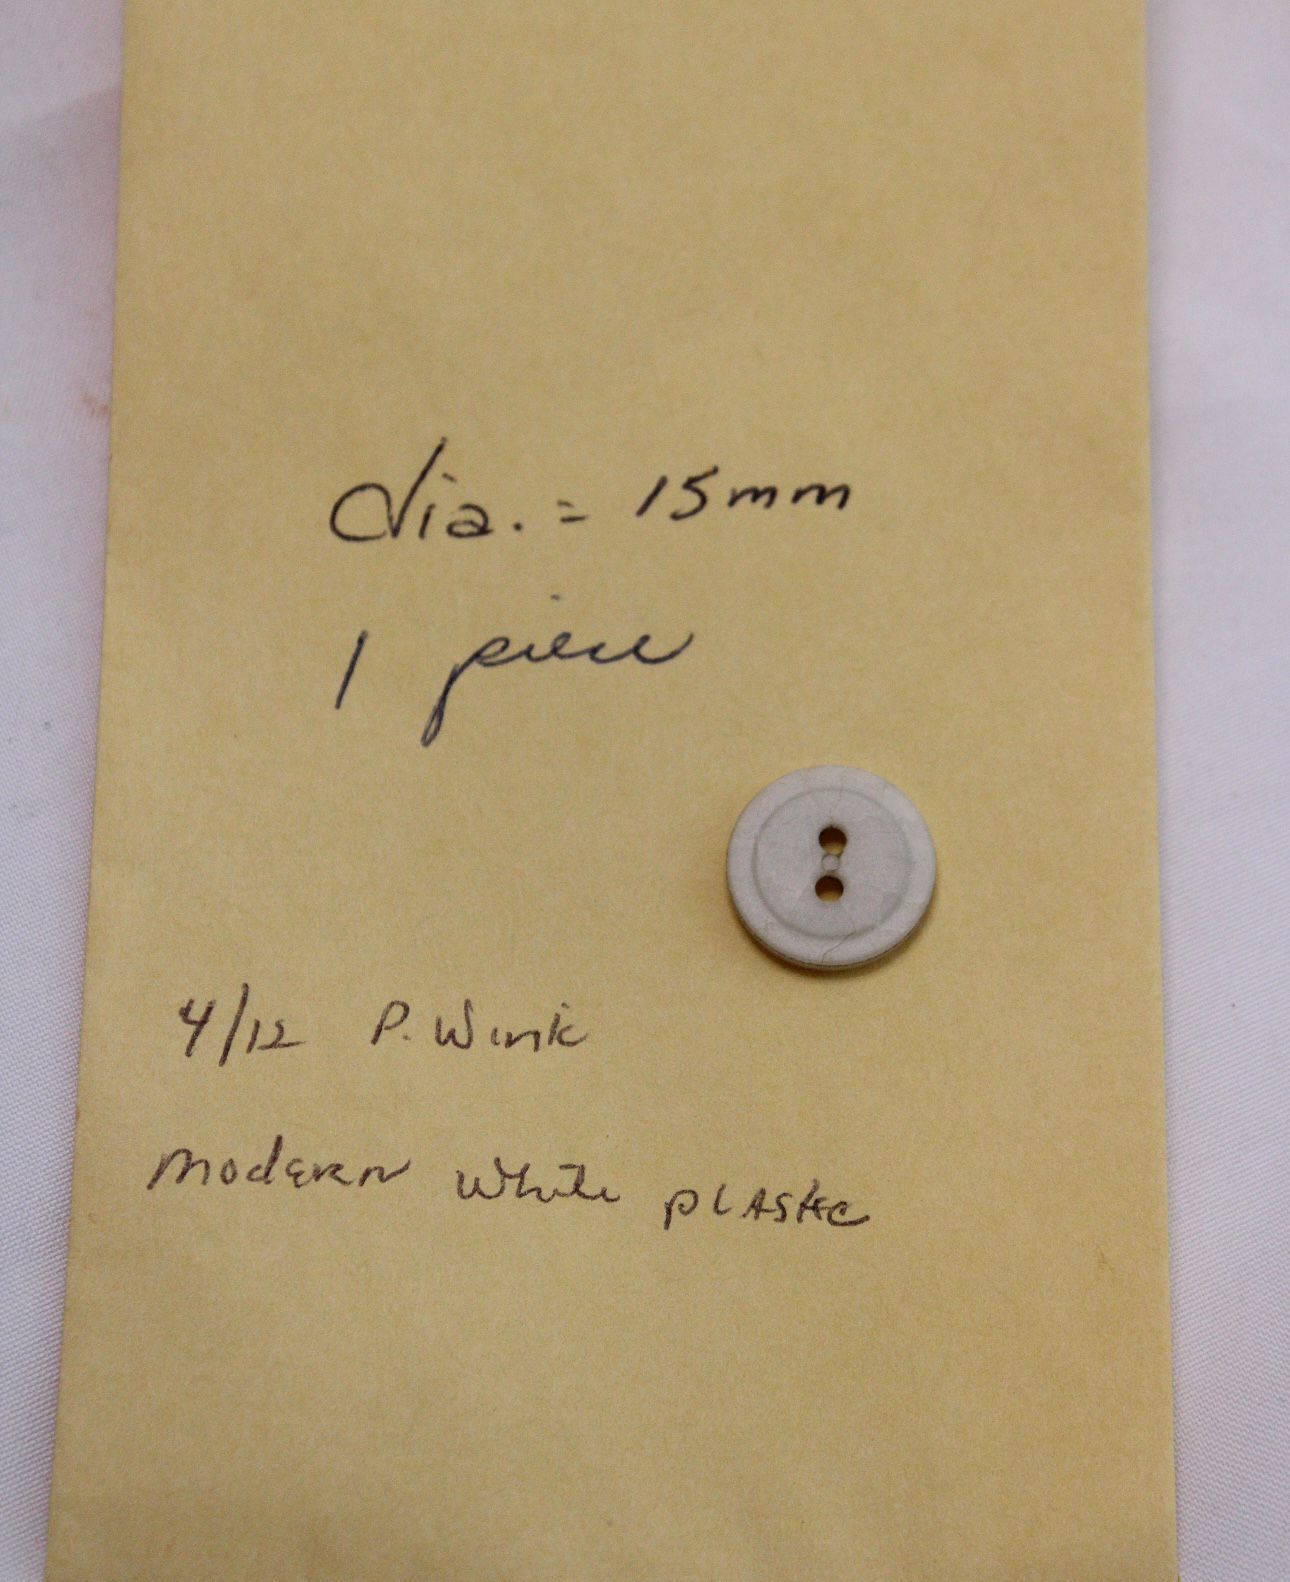 dia. = 15mm
1 piece
4/12 P. Wink
Modern white plastic